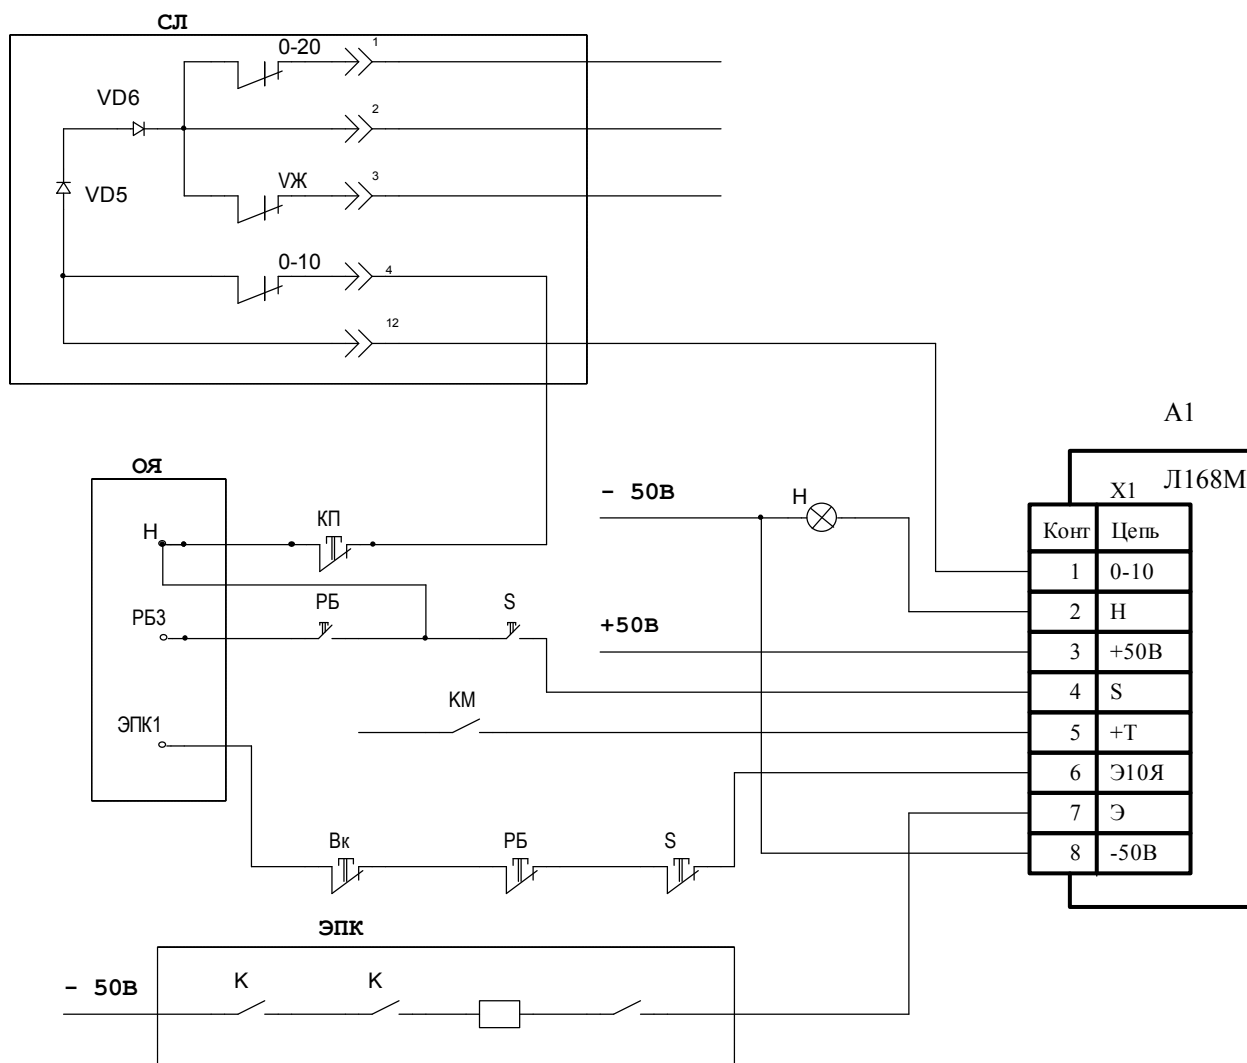 СЛ
0-20
1
VD6
2
VD5
VЖ
3
0-10
4
12
А1
ОЯ
Л168М
- 50В
Н
Х1
КП
Н
Конт Цепь
1 0-10
РБ
S
2 Н
РБЗ
+50В
3 +50В
4 S
КМ
ЭПК1
5 +Т
6 Э10Я
7 Э
Вк
РБ
S
8 -50В
ЭПК
- 50В
К
К